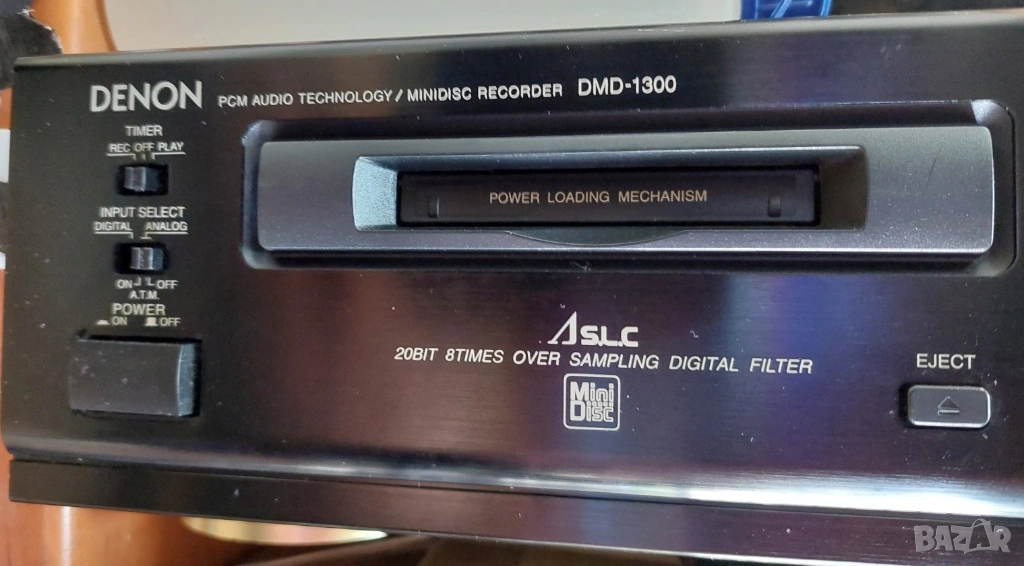 DENON PCM AUDIO TECHNOLOGY / MINIDISC RECORDER DMD-1300
TIMER
REC OFF PLAY
POWER LOADING MECHANISM
INPUT SELECT
DIGITAL ANALOG
ON OFF
A.T.M.
POWER
ON OFF
A S.L.C
20BIT 8TIMES OVER SAMPLING DIGITAL FILTER
EJECT
Mini
Disc
BAZAR